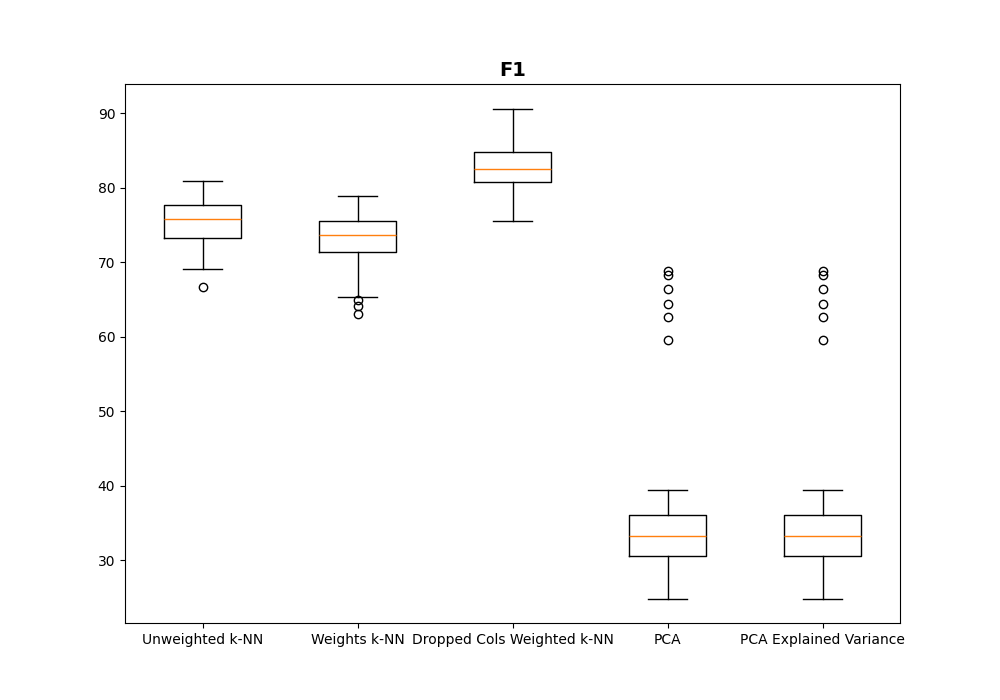 F1
90
80
70
60
50
40
30
Unweighted k-NN
Weights k-NN
Dropped Cols Weighted k-NN
PCA
PCA Explained Variance